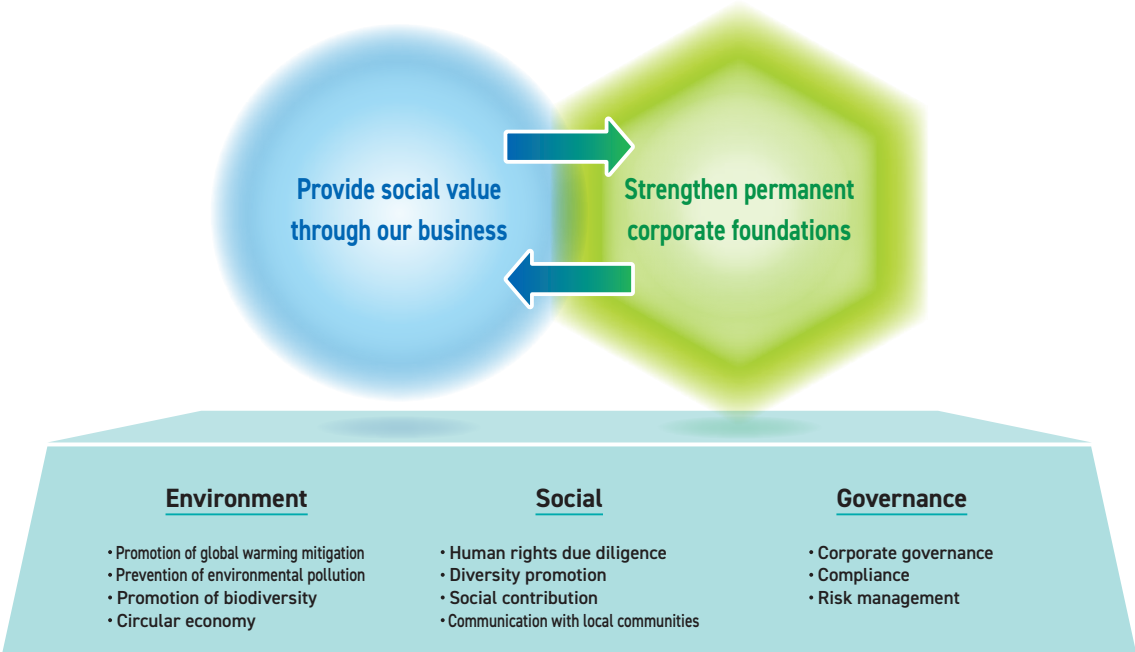 Provide social value
through our business
Strengthen permanent
corporate foundations
Environment
• Promotion of global warming mitigation
• Prevention of environmental pollution
• Promotion of biodiversity
• Circular economy
Social
• Human rights due diligence
• Diversity promotion
• Social contribution
• Communication with local communities
Governance
• Corporate governance
• Compliance
• Risk management